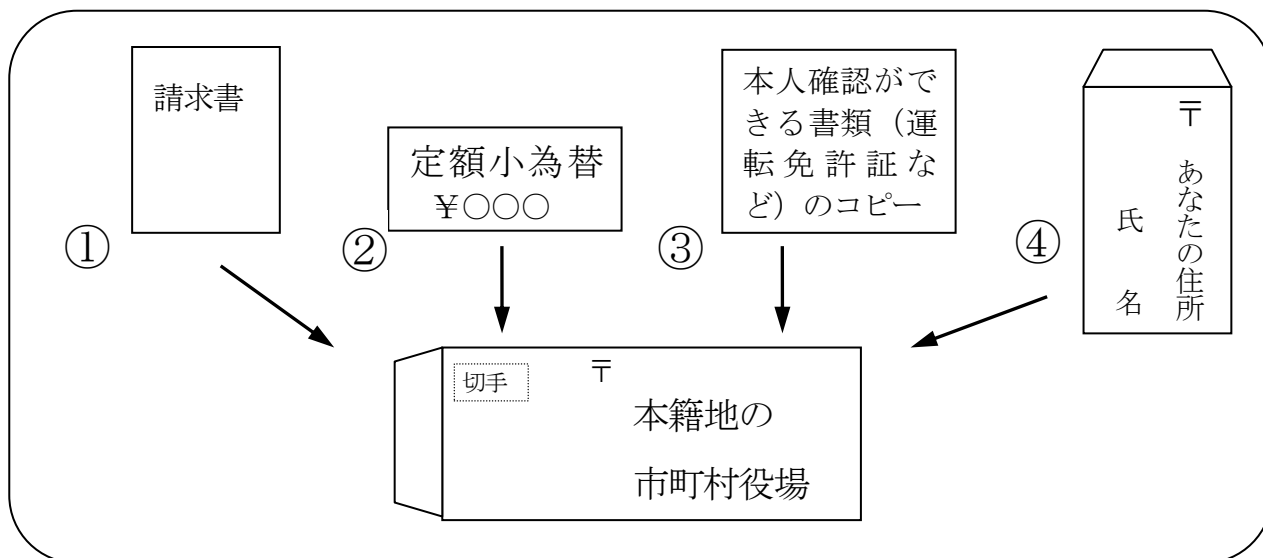 ①
請求書
②
定額小為替
￥○○○
③
本人確認がで
きる書類（運
転免許証な
ど）のコピー
④
〒 あなたの住所
氏 名
切手
〒
本籍地の
市町村役場